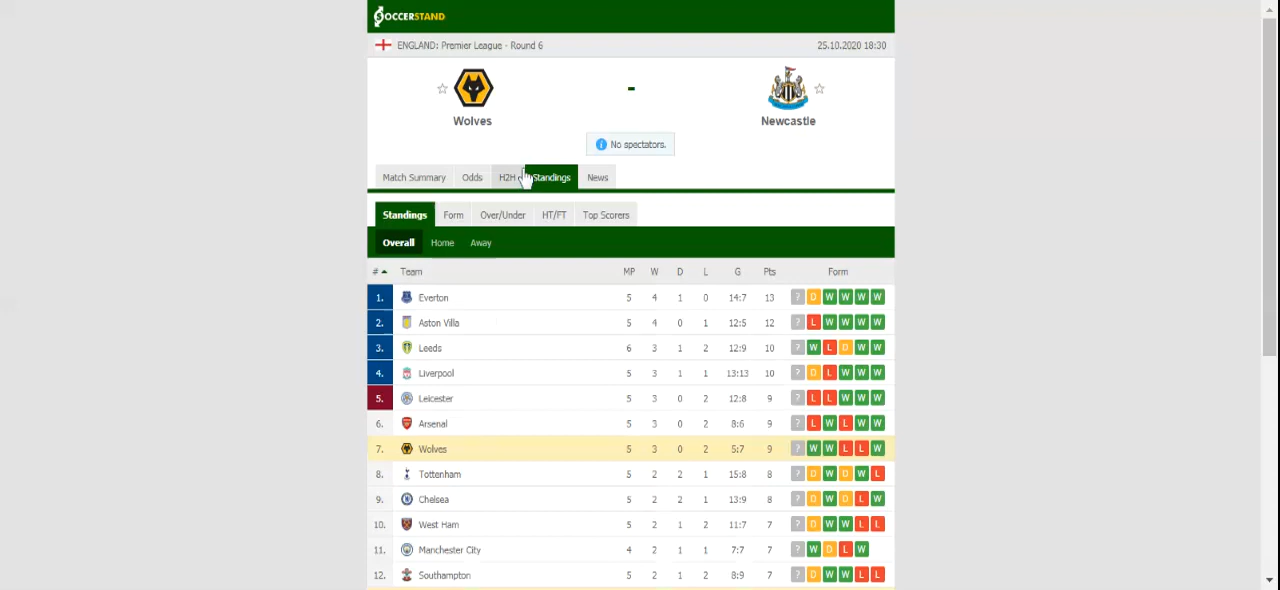 SOCCERSTAND
ENGLAND: Premier League - Round 6 25.10.2020 18:30
-
Wolves Newcastle
i No spectators.
Match Summary Odds H2H Standings News
Standings Form Over/Under HT/FT Top Scorers
Overall Home Away
# Team MP W D L G Pts Form
1. Everton 5 4 1 0 14:7 13 ? D W W W W
2. Aston Villa 5 4 0 1 12:5 12 ? L W W W W
3. Leeds 6 3 1 2 12:9 10 ? W L D W W
4. Liverpool 5 3 1 1 13:13 10 ? D L W W W
5. Leicester 5 3 0 2 12:8 9 ? L L W W W
6. Arsenal 5 3 0 2 8:6 9 ? L W L W W
7. Wolves 5 3 0 2 5:7 9 ? W W L L W
8. Tottenham 5 2 2 1 15:8 8 ? D W D W L
9. Chelsea 5 2 2 1 13:9 8 ? D W D L W
10. West Ham 5 2 1 2 11:7 7 ? D W W L L
11. Manchester City 4 2 1 1 7:7 7 ? W D L W
12. Southampton 5 2 1 2 8:9 7 ? D W W L L